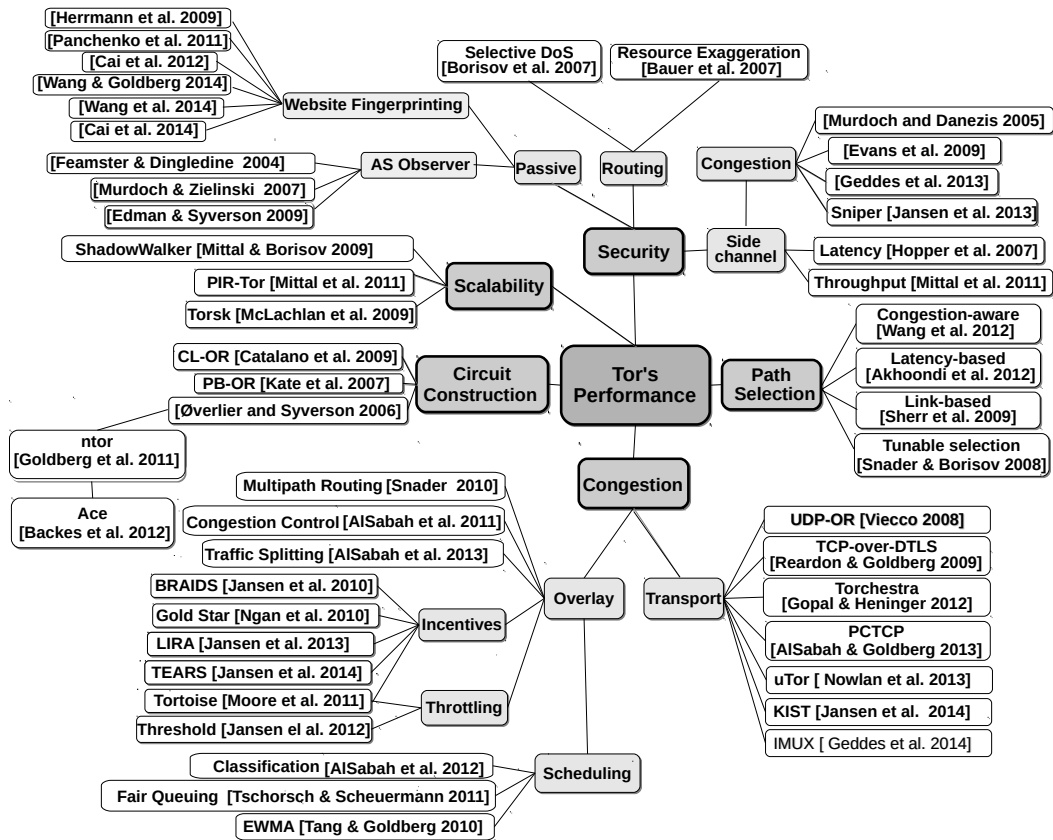 [Herrmann et al. 2009]
[Panchenko et al. 2011]
[Cai et al. 2012]
[Wang & Goldberg 2014]
[Wang et al. 2014]
[Cai et al. 2014]
Website Fingerprinting
Selective DoS
[Borisov et al. 2007]
Resource Exaggeration
[Bauer et al. 2007]
[Feamster & Dingledine 2004]
[Murdoch & Zielinski 2007]
[Edman & Syverson 2009]
AS Observer
Passive
Routing
Congestion
[Murdoch and Danezis 2005]
[Evans et al. 2009]
[Geddes et al. 2013]
Sniper [Jansen et al. 2013]
Security
Side
channel
Latency [Hopper et al. 2007]
Throughput [Mittal et al. 2011]
ShadowWalker [Mittal & Borisov 2009]
PIR-Tor [Mittal et al. 2011]
Torsk [McLachlan et al. 2009]
Scalability
CL-OR [Catalano et al. 2009]
PB-OR [Kate et al. 2007]
[Øverlier and Syverson 2006]
ntor
[Goldberg et al. 2011]
Ace
[Backes et al. 2012]
Circuit
Construction
Tor's
Performance
Path
Selection
Congestion-aware
[Wang et al. 2012]
Latency-based
[Akhoondi et al. 2012]
Link-based
[Sherr et al. 2009]
Tunable selection
[Snader & Borisov 2008]
Congestion
Multipath Routing [Snader 2010]
Congestion Control [AlSabah et al. 2011]
Traffic Splitting [AlSabah et al. 2013]
BRAIDS [Jansen et al. 2010]
Gold Star [Ngan et al. 2010]
LIRA [Jansen et al. 2013]
TEARS [Jansen et al. 2014]
Tortoise [Moore et al. 2011]
Threshold [Jansen el al. 2012]
Incentives
Throttling
Overlay
Transport
UDP-OR [Viecco 2008]
TCP-over-DTLS
[Reardon & Goldberg 2009]
Torchestra
[Gopal & Heninger 2012]
PCTCP
[AlSabah & Goldberg 2013]
uTor [ Nowlan et al. 2013]
KIST [Jansen et al. 2014]
IMUX [ Geddes et al. 2014]
Scheduling
Classification [AlSabah et al. 2012]
Fair Queuing [Tschorsch & Scheuermann 2011]
EWMA [Tang & Goldberg 2010]